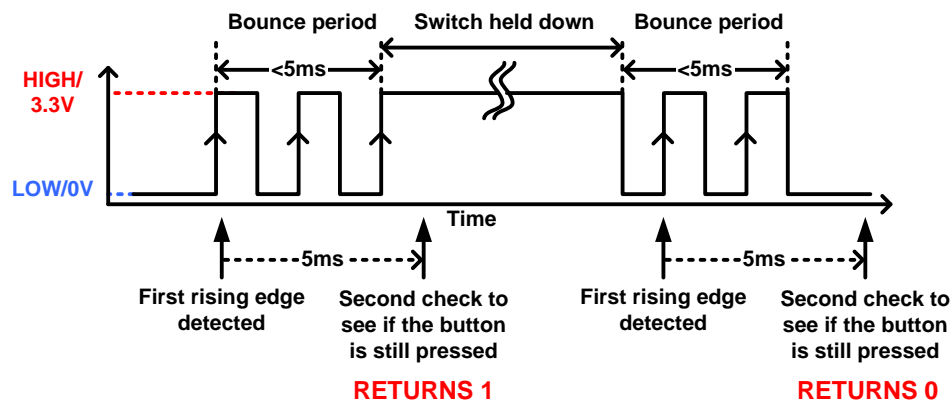 Bounce period
Switch held down
Bounce period
<5ms
<5ms
HIGH/
3.3V
LOW/0V
Time
5ms
5ms
First rising edge
detected
Second check to
see if the button
is still pressed
RETURNS 1
First rising edge
detected
Second check to
see if the button
is still pressed
RETURNS 0